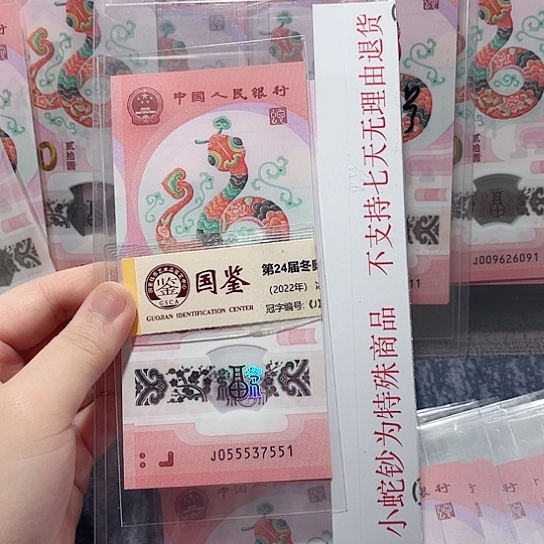 中国人民银行
国鉴
GSCA
GUOJIAN IDENTIFICATION CENTER
第24届冬
(2022年)
冠字编号:《J
J055537551
小蛇钞为特殊商品 不支持七天无理由退货
贰拾圆
J009626091